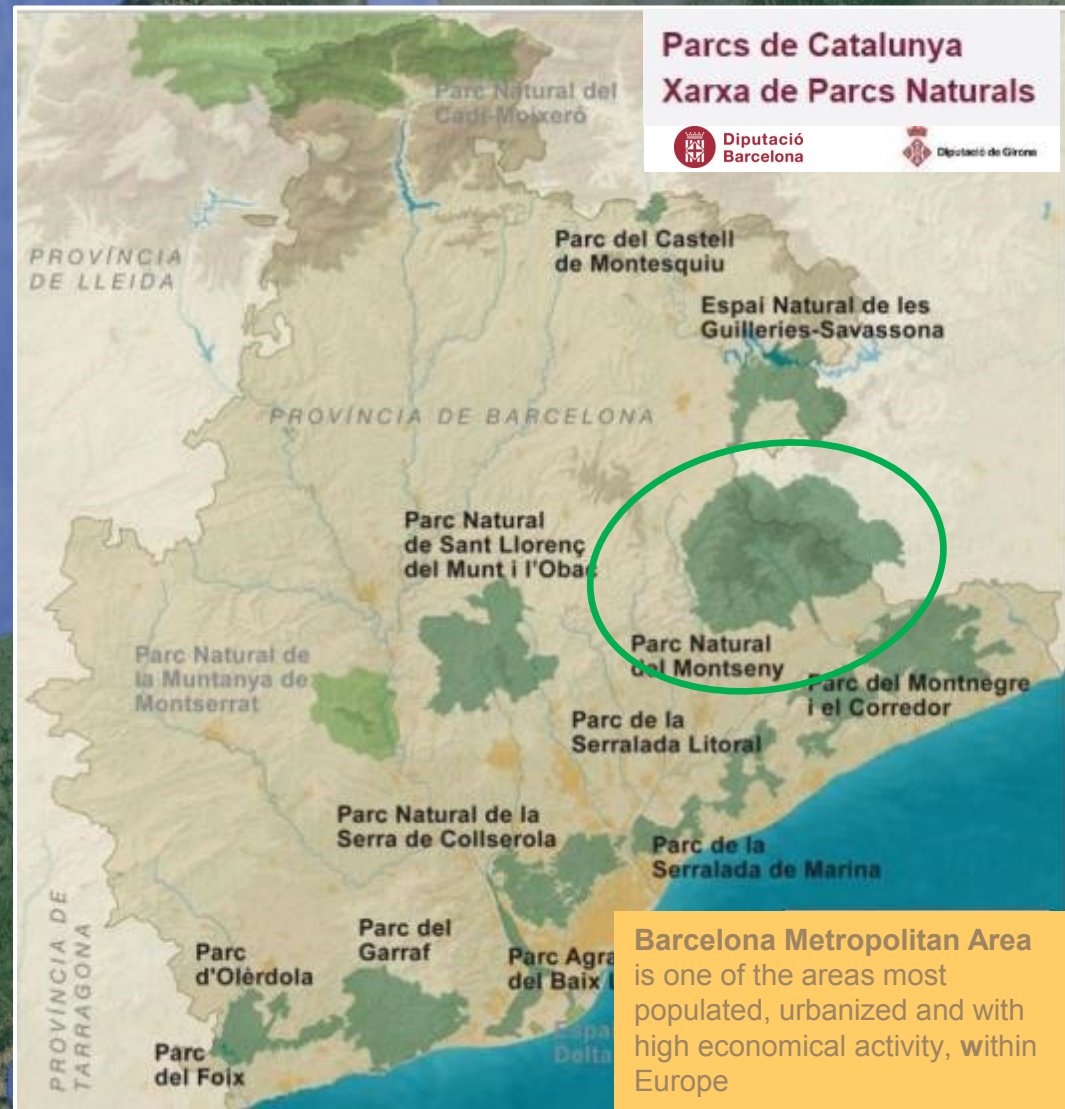 Parcs de Catalunya
Xarxa de Parcs Naturals
Diputació
Barcelona
Diputació de Girona
Parc Natural del
Cadí-Moixeró
PROVÍNCIA
DE LLEIDA
Parc del Castell
de Montesquiu
Espai Natural de les
Guilleries-Savassona
PROVÍNCIA DE BARCELONA
Parc Natural
de Sant Llorenç
del Munt i l'Obac
Parc Natural
del Montseny
Parc Natural de
la Muntanya de
Montserrat
Parc del Montnegre
i el Corredor
Parc de la
Serralada Litoral
Parc Natural de la
Serra de Collserola
Parc de la
Serralada de Marina
PROVÍNCIA DE
TARRAGONA
Parc
d'Olèrdola
Parc del
Garraf
Parc Agra
del Baix
Delta
Parc
del Foix
Barcelona Metropolitan Area
is one of the areas most
populated, urbanized and with
high economical activity, within
Europe